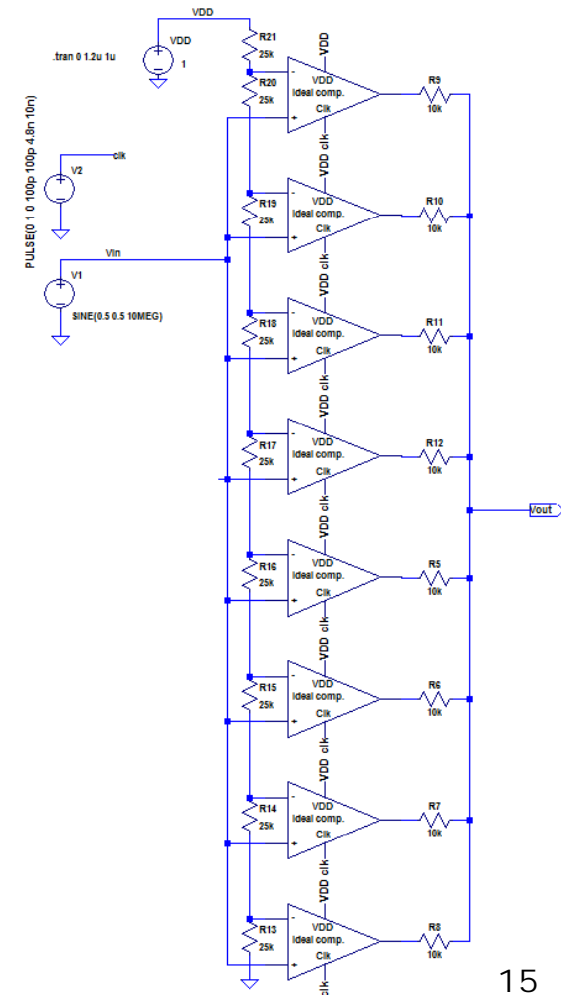 VDD
.tran 0 1.2u 1u
VDD
1
R21
25k
VDD
VDD
Ideal comp.
Clk
R9
10k
R20
25k
PULSE(0 1 0 100p 100p 4.8n 10n)
clk
V2
VDD clk
VDD
Ideal comp.
Clk
R10
10k
R19
25k
Vin
V1
SINE(0.5 0.5 10MEG)
VDD clk
VDD
Ideal comp.
Clk
R11
10k
R18
25k
VDD clk
VDD
Ideal comp.
Clk
R12
10k
R17
25k
Vout
VDD clk
VDD
Ideal comp.
Clk
R5
10k
R16
25k
VDD clk
VDD
Ideal comp.
Clk
R6
10k
R15
25k
VDD clk
VDD
Ideal comp.
Clk
R7
10k
R14
25k
VDD clk
VDD
Ideal comp.
Clk
R8
10k
R13
25k
clk
15